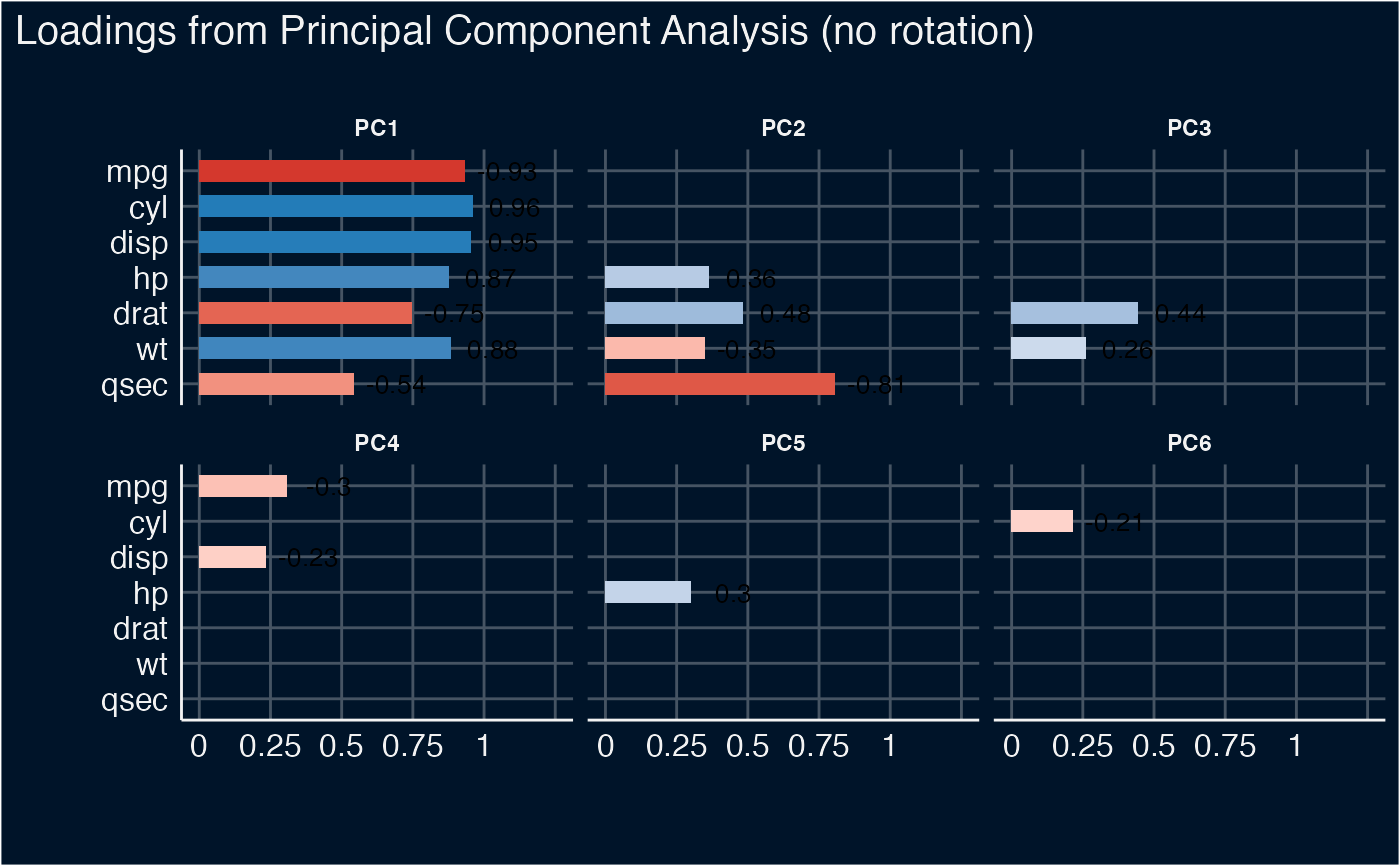 Loadings from Principal Component Analysis (no rotation)
PC1 PC2 PC3
mpg -0.93
cyl 0.96
disp 0.95
hp 0.87 0.36
drat -0.75 0.48 0.44
wt 0.88 -0.35 0.26
qsec -0.54 -0.81
PC4 PC5 PC6
mpg -0.3
cyl -0.21
disp -0.23
hp 0.3
drat
wt
qsec
0 0.25 0.5 0.75 1 0 0.25 0.5 0.75 1 0 0.25 0.5 0.75 1